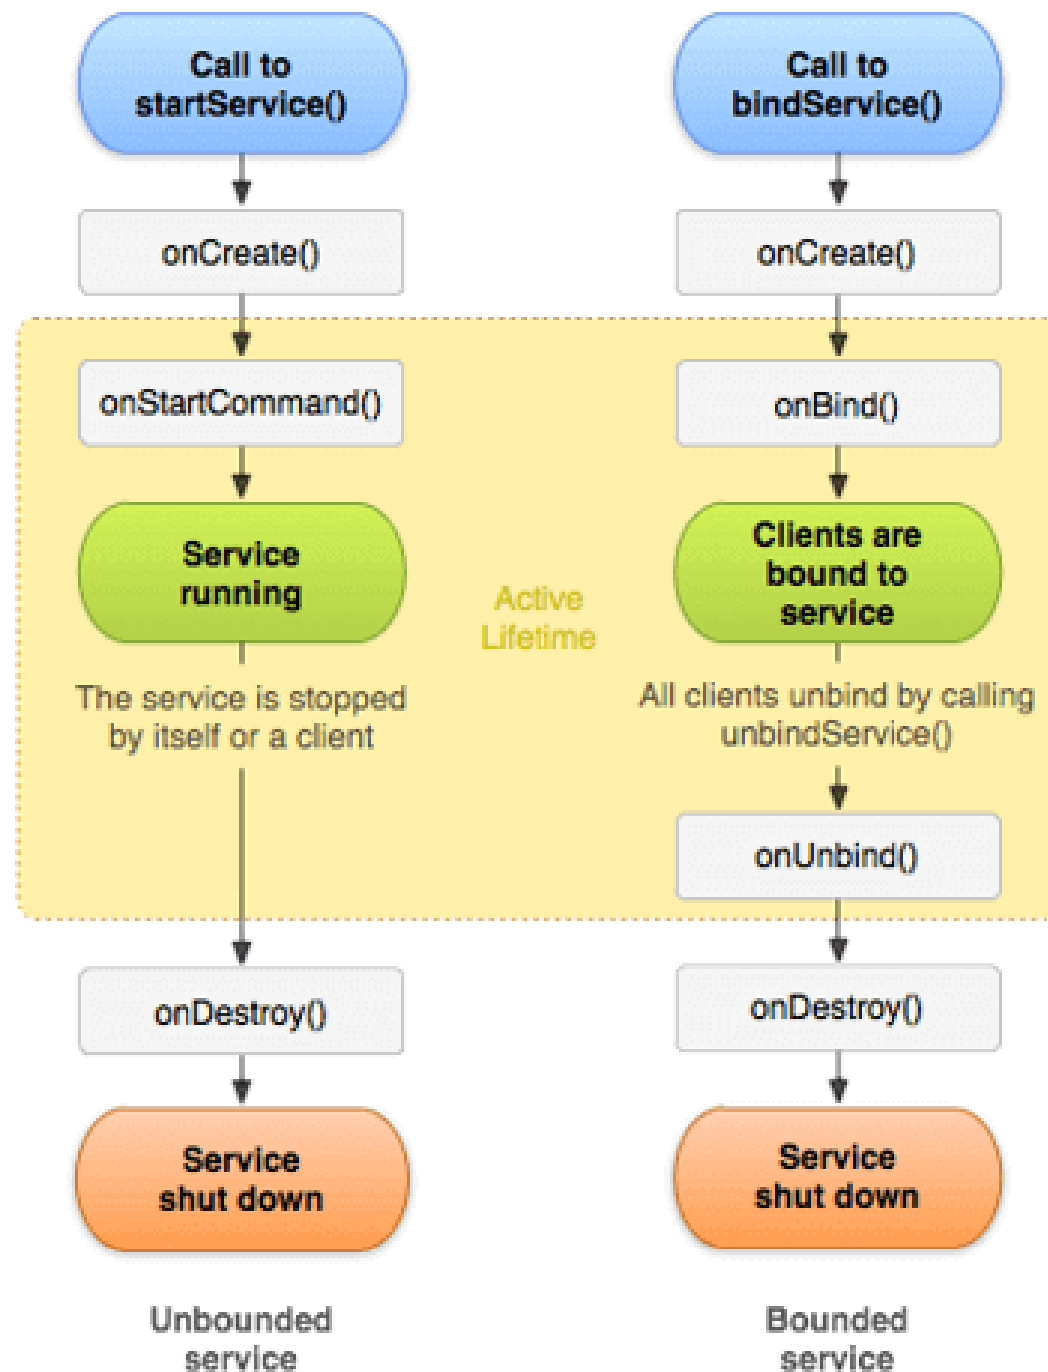 Call to
startService()
onCreate()
onStartCommand()
Service
running
The service is stopped
by itself or a client
onDestroy()
Service
shut down
Unbounded
service
Active
Lifetime
Call to
bindService()
onCreate()
onBind()
Clients are
bound to
service
All clients unbind by calling
unbindService()
onUnbind()
onDestroy()
Service
shut down
Bounded
service